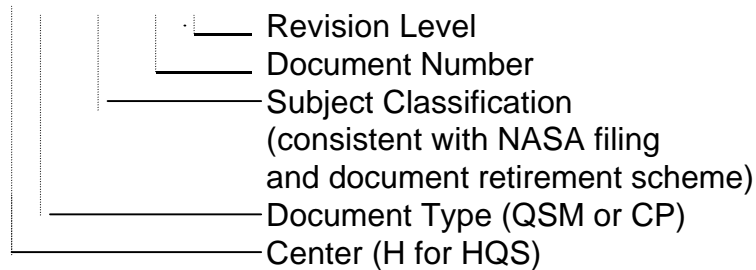 Revision Level
Document Number
Subject Classification
(consistent with NASA filing
and document retirement scheme)
Document Type (QSM or CP)
Center (H for HQS)